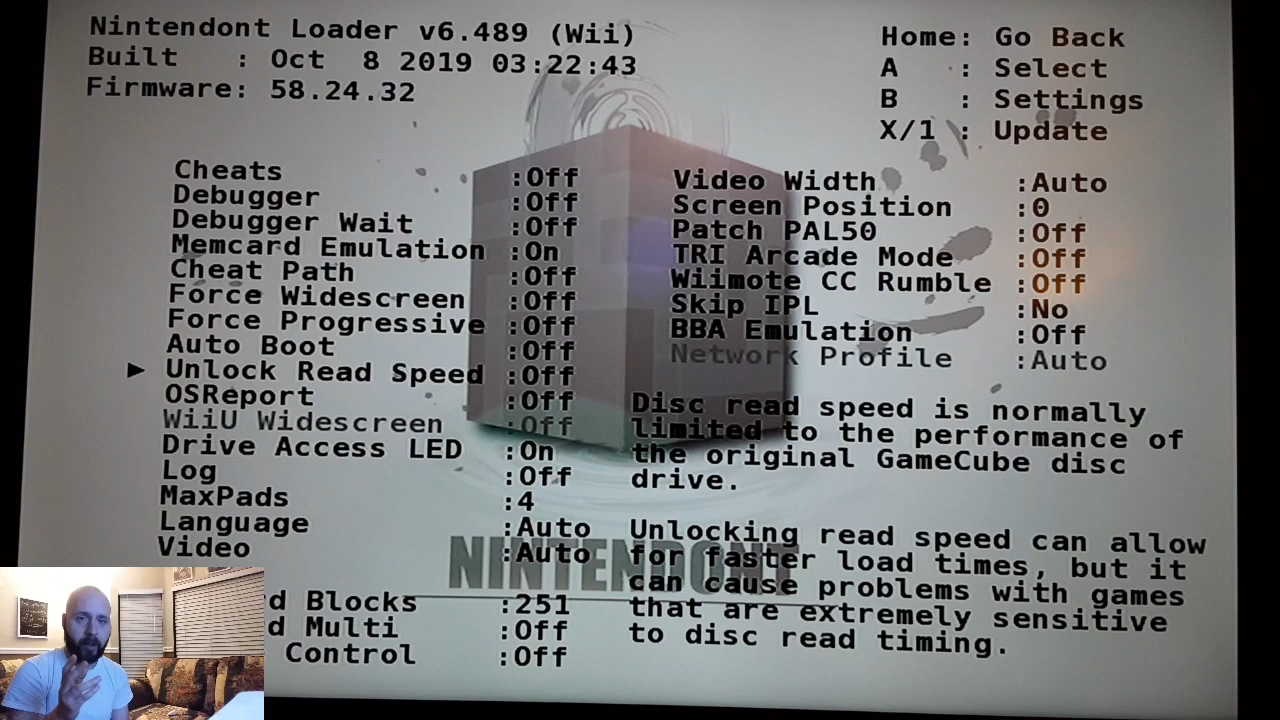 Nintendont Loader v6.489 (Wii)
Built : Oct 8 2019 03:22:43
Firmware: 58.24.32
Home: Go Back
A : Select
B : Settings
X/1 : Update
Cheats :Off
Debugger :Off
Debugger Wait :Off
Memcard Emulation :On
Cheat Path :Off
Force Widescreen :Off
Force Progressive :Off
Auto Boot :Off
Unlock Read Speed :Off
OSReport :Off
WiiU Widescreen :Off
Drive Access LED :On
Log :Off
MaxPads :4
Language :Auto
Video :Auto
d Blocks :251
d Multi :Off
Control :Off
Video Width :Auto
Screen Position :0
Patch PAL50 :Off
TRI Arcade Mode :Off
Wiimote CC Rumble :Off
Skip IPL :No
BBA Emulation :Off
Network Profile :Auto
Disc read speed is normally
limited to the performance of
the original GameCube disc
drive.
Unlocking read speed can allow
for faster load times, but it
can cause problems with games
that are extremely sensitive
to disc read timing.
NINTENDONT